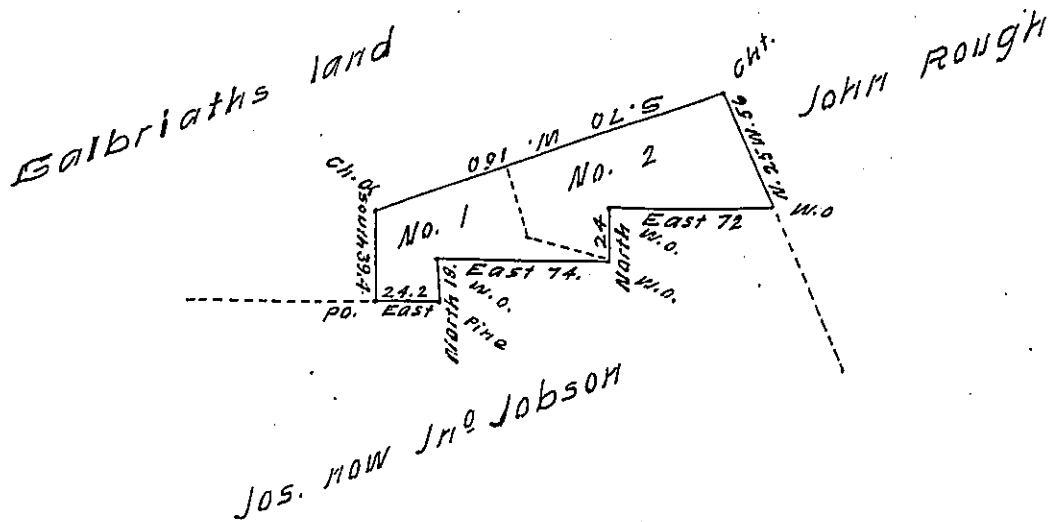 Galbriaths land
John Rough
Cht.
S. 70 W. 160
N. 25 W. 56
Ch. O
No. 2
No. 1
South 39.4
24
East 72
W.O
North
W.O.
W.O.
East 74.
North 18.
W.O.
Pine
24.2
East
PO.
Jos. now Jnº Jobson